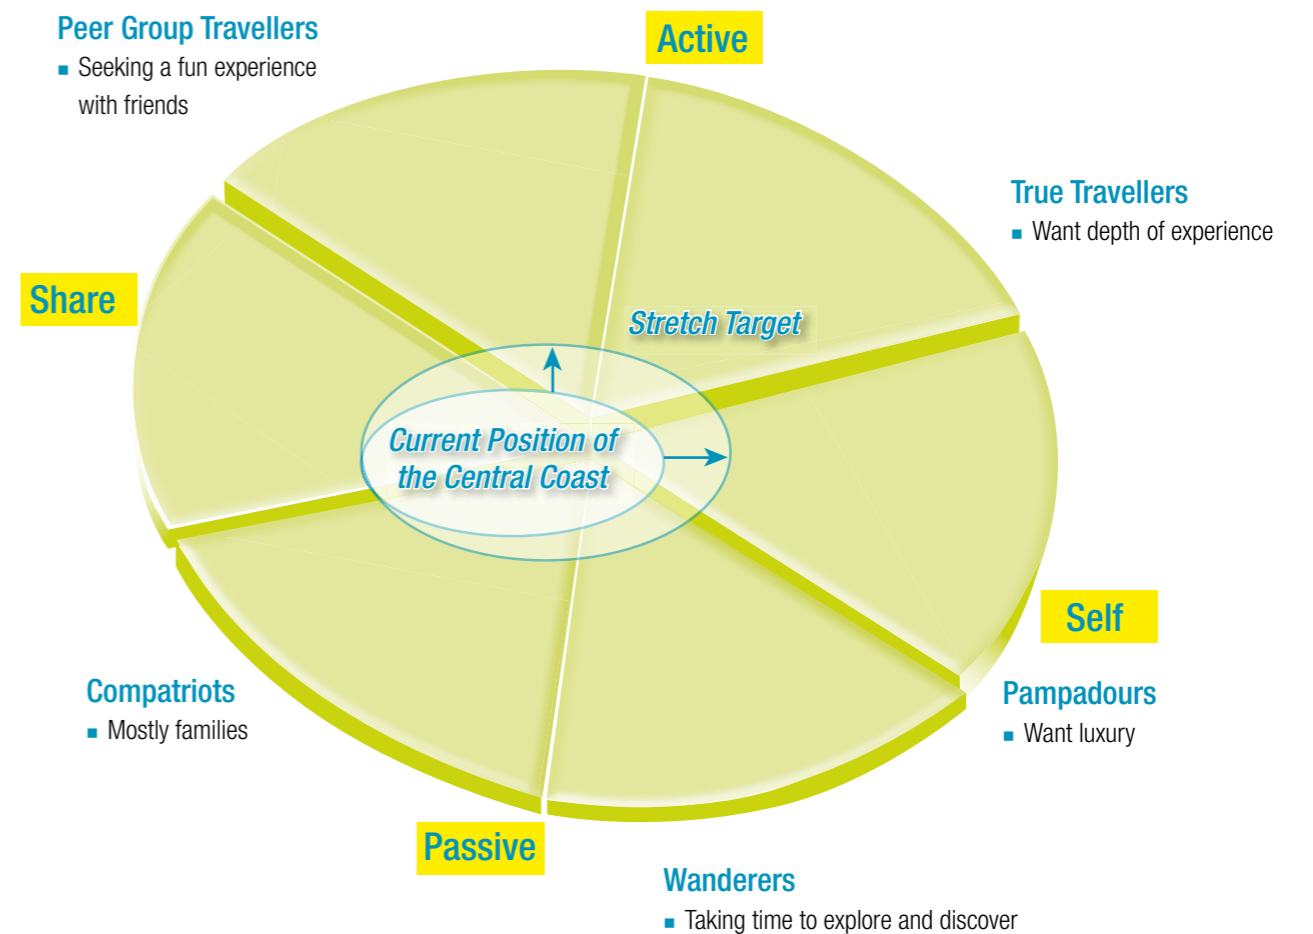 Peer Group Travellers
Seeking a fun experience
with friends
Active
True Travellers
Want depth of experience
Share
Stretch Target
Current Position of
the Central Coast
Self
Compatriots
Mostly families
Pampadours
Want luxury
Passive
Wanderers
Taking time to explore and discover